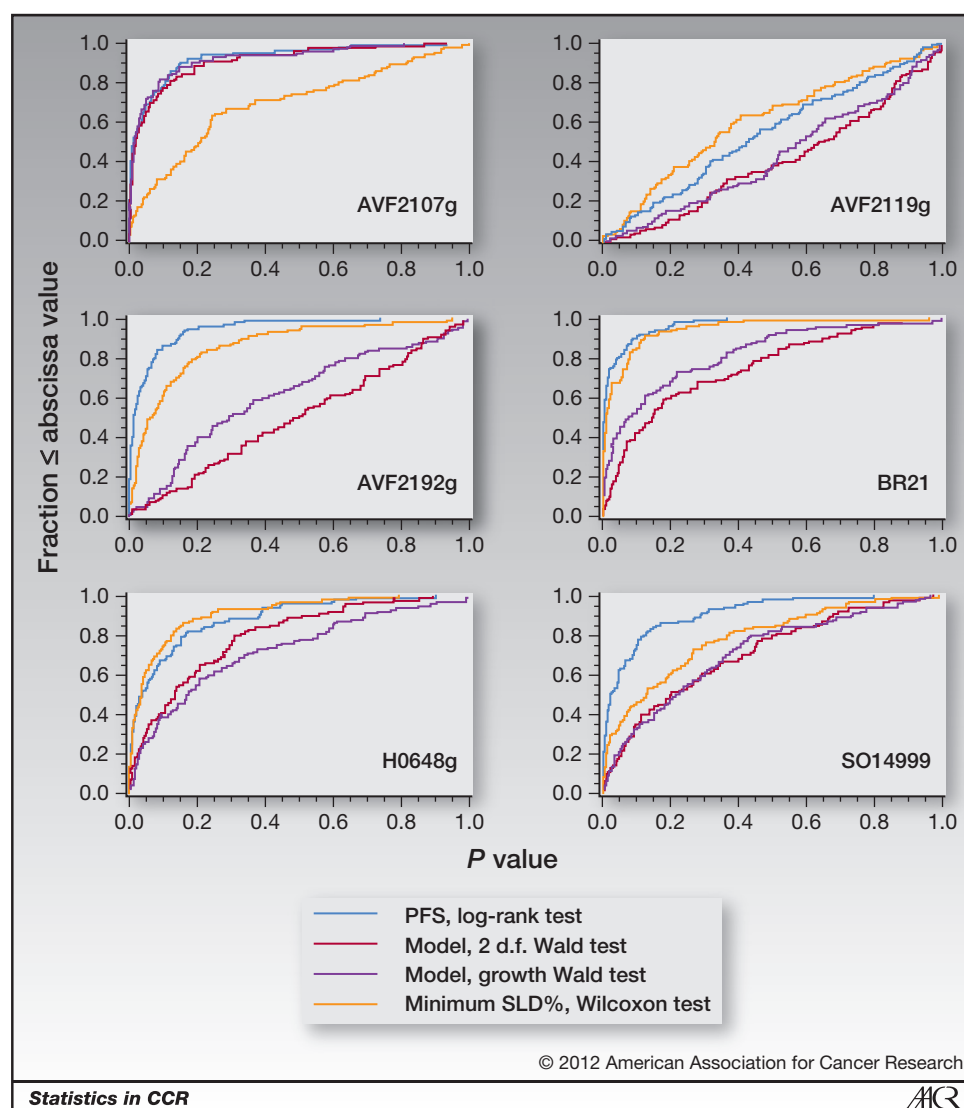 Fraction ≤ abscissa value
1.0
0.8
0.6
0.4
0.2
0.0
0.0 0.2 0.4 0.6 0.8 1.0
AVF2107g
1.0
0.8
0.6
0.4
0.2
0.0
0.0 0.2 0.4 0.6 0.8 1.0
AVF2119g
1.0
0.8
0.6
0.4
0.2
0.0
0.0 0.2 0.4 0.6 0.8 1.0
AVF2192g
1.0
0.8
0.6
0.4
0.2
0.0
0.0 0.2 0.4 0.6 0.8 1.0
BR21
1.0
0.8
0.6
0.4
0.2
0.0
0.0 0.2 0.4 0.6 0.8 1.0
H0648g
1.0
0.8
0.6
0.4
0.2
0.0
0.0 0.2 0.4 0.6 0.8 1.0
SO14999
P value
PFS, log-rank test
Model, 2 d.f. Wald test
Model, growth Wald test
Minimum SLD%, Wilcoxon test
© 2012 American Association for Cancer Research
Statistics in CCR
AACR